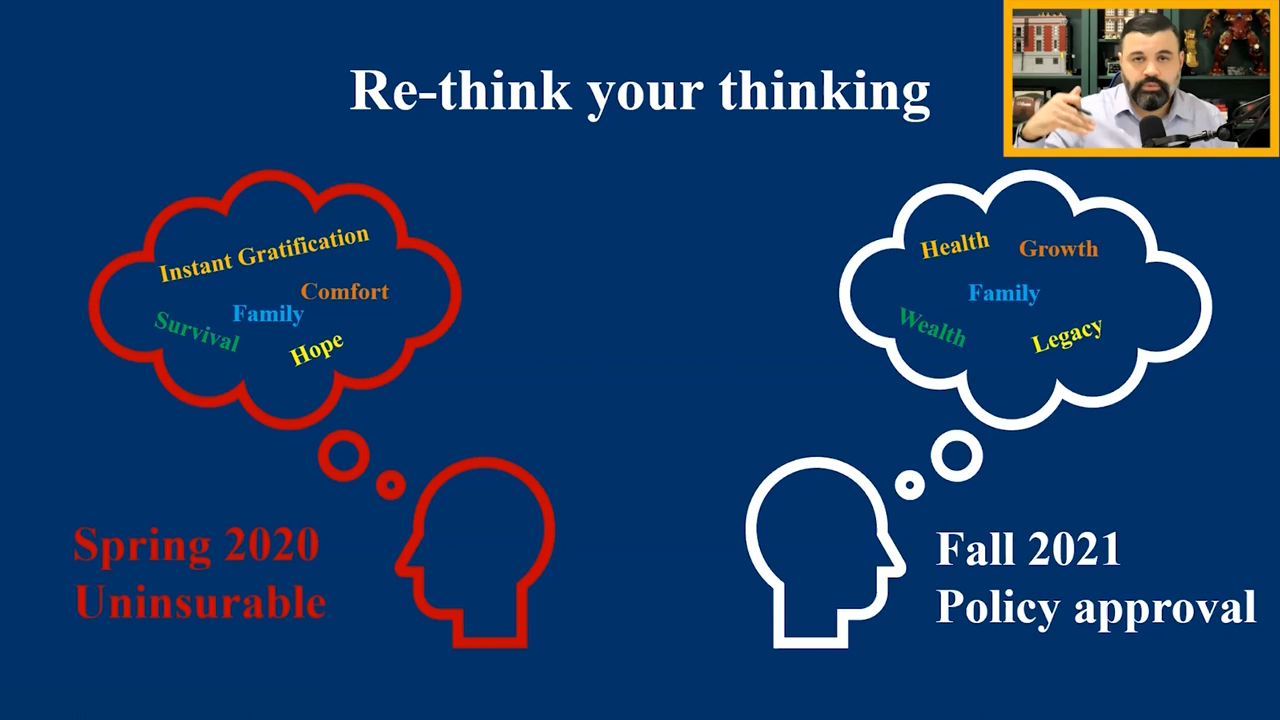 Re-think your thinking
Instant Gratification
Comfort
Family
Survival
Hope
Spring 2020
Uninsurable
Health
Growth
Family
Wealth
Legacy
Fall 2021
Policy approval